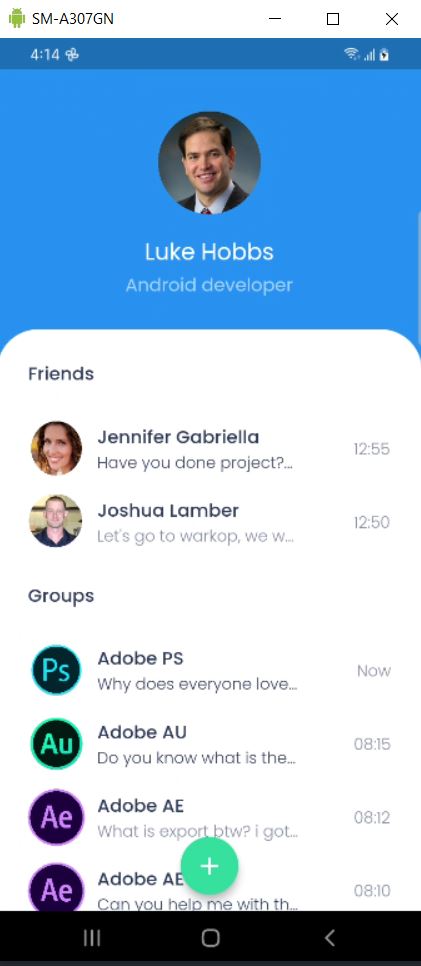 SM-A307GN
4:14
Luke Hobbs
Android developer
Friends
Jennifer Gabriella
Have you done project?...
12:55
Joshua Lamber
Let's go to warkop, we w...
12:50
Groups
Ps
Adobe PS
Why does everyone love...
Now
Au
Adobe AU
Do you know what is the...
08:15
Ae
Adobe AE
What is export btw? i got...
08:12
Ae
Adobe AE
Can you help me with th...
08:10